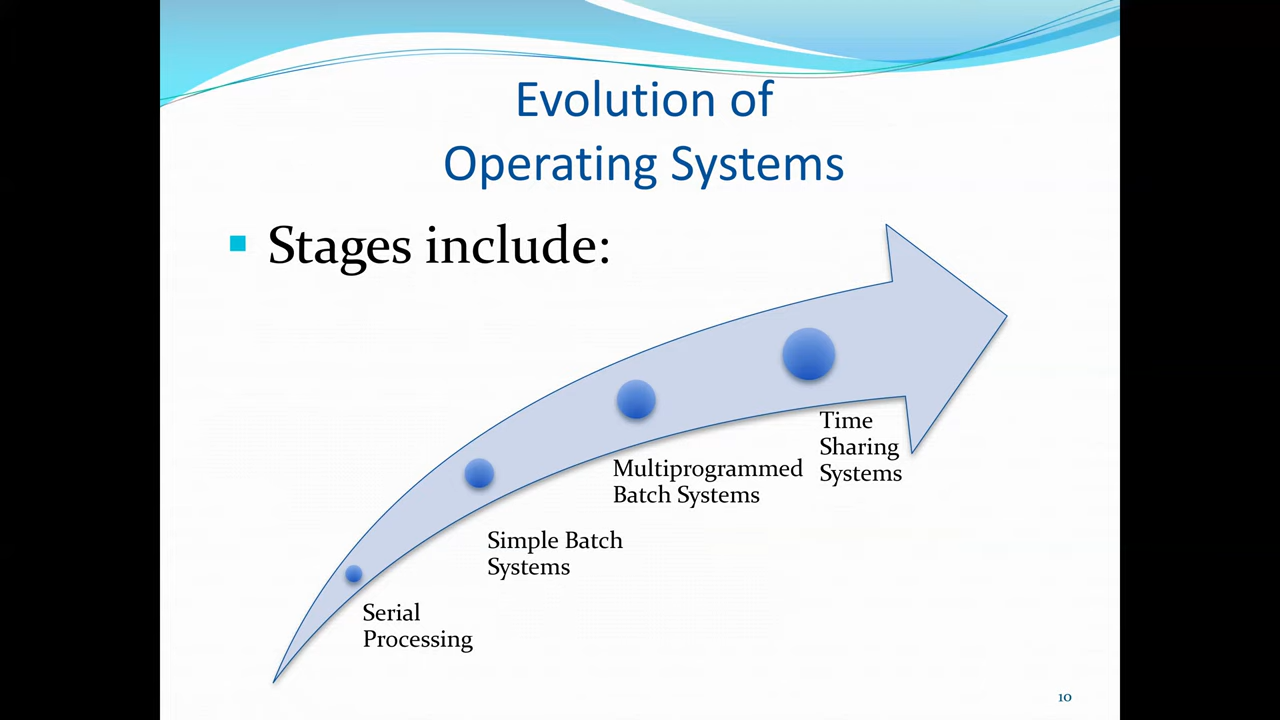 Evolution of
Operating Systems
Stages include:
Time
Sharing
Systems
Multiprogrammed
Batch Systems
Simple Batch
Systems
Serial
Processing
10